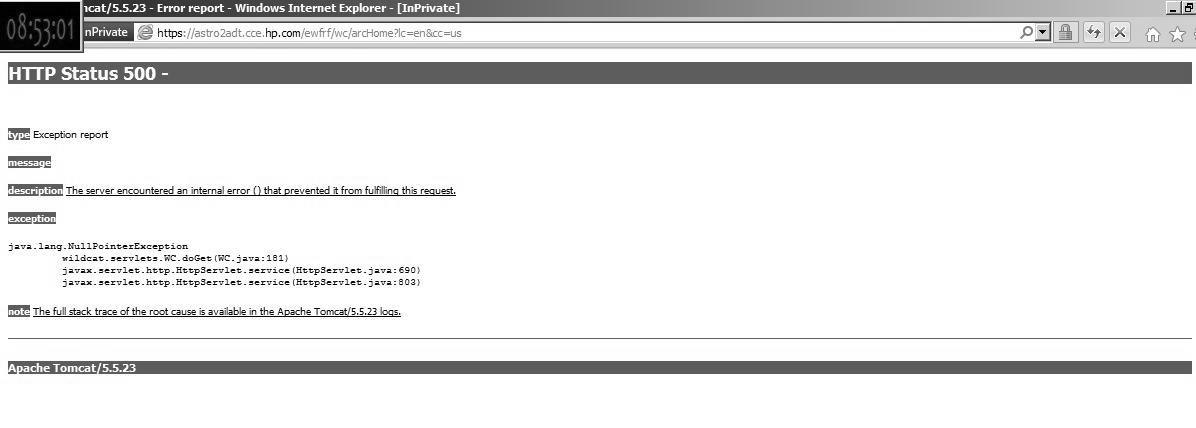 08:53:01
mcat/5.5.23 - Error report - Windows Internet Explorer - [InPrivate]
nPrivate
https://astro2adt.cce.hp.com/ewfrf/wc/arcHome?lc=en&cc=us
HTTP Status 500 -
type Exception report
message
description The server encountered an internal error () that prevented it from fulfilling this request.
exception
java.lang.NullPointerException
wildcat.servlets.WC.doGet(WC.java:181)
javax.servlet.http.HttpServlet.service(HttpServlet.java:690)
javax.servlet.http.HttpServlet.service(HttpServlet.java:803)
note The full stack trace of the root cause is available in the Apache Tomcat/5.5.23 logs.
Apache Tomcat/5.5.23